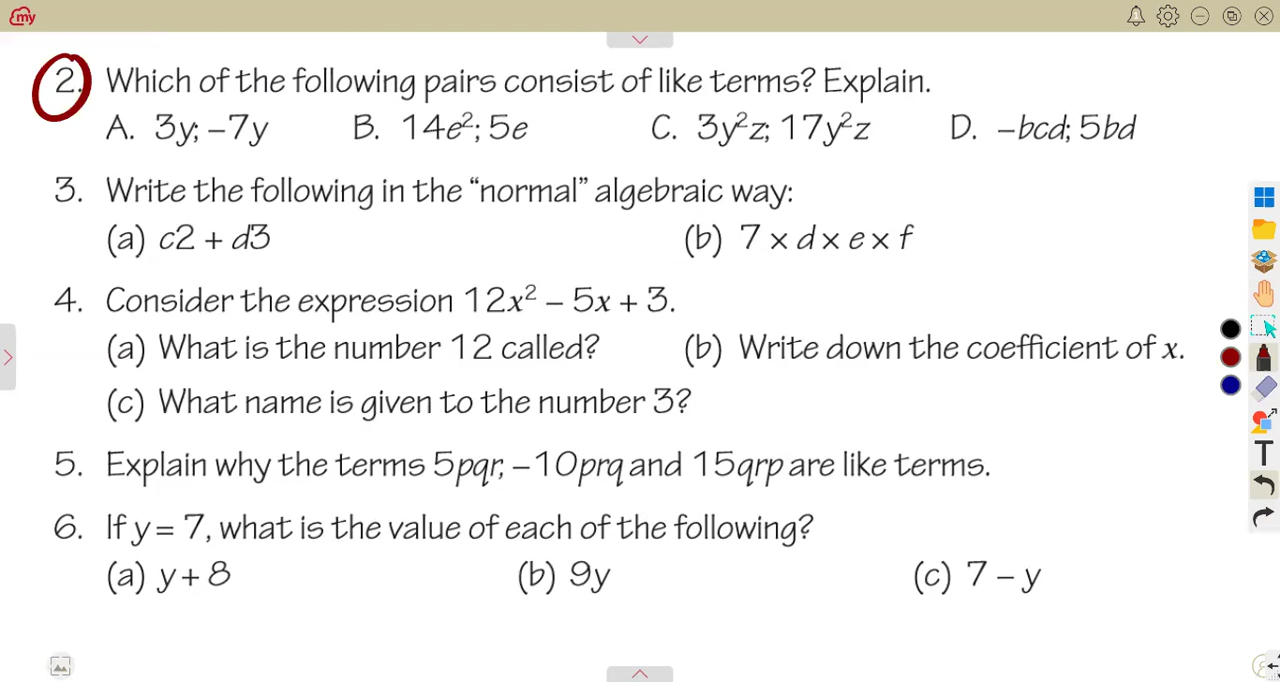 my
2. Which of the following pairs consist of like terms? Explain.
A. 3y; –7y B. 14e²; 5e C. 3y²z; 17y²z D. –bcd; 5bd
3. Write the following in the “normal” algebraic way:
(a) c2 + d3 (b) 7 × d × e × f
4. Consider the expression 12x² – 5x + 3.
(a) What is the number 12 called? (b) Write down the coefficient of x.
(c) What name is given to the number 3?
5. Explain why the terms 5pqr, –10prq and 15qrp are like terms.
6. If y = 7, what is the value of each of the following?
(a) y + 8 (b) 9y (c) 7 – y
T